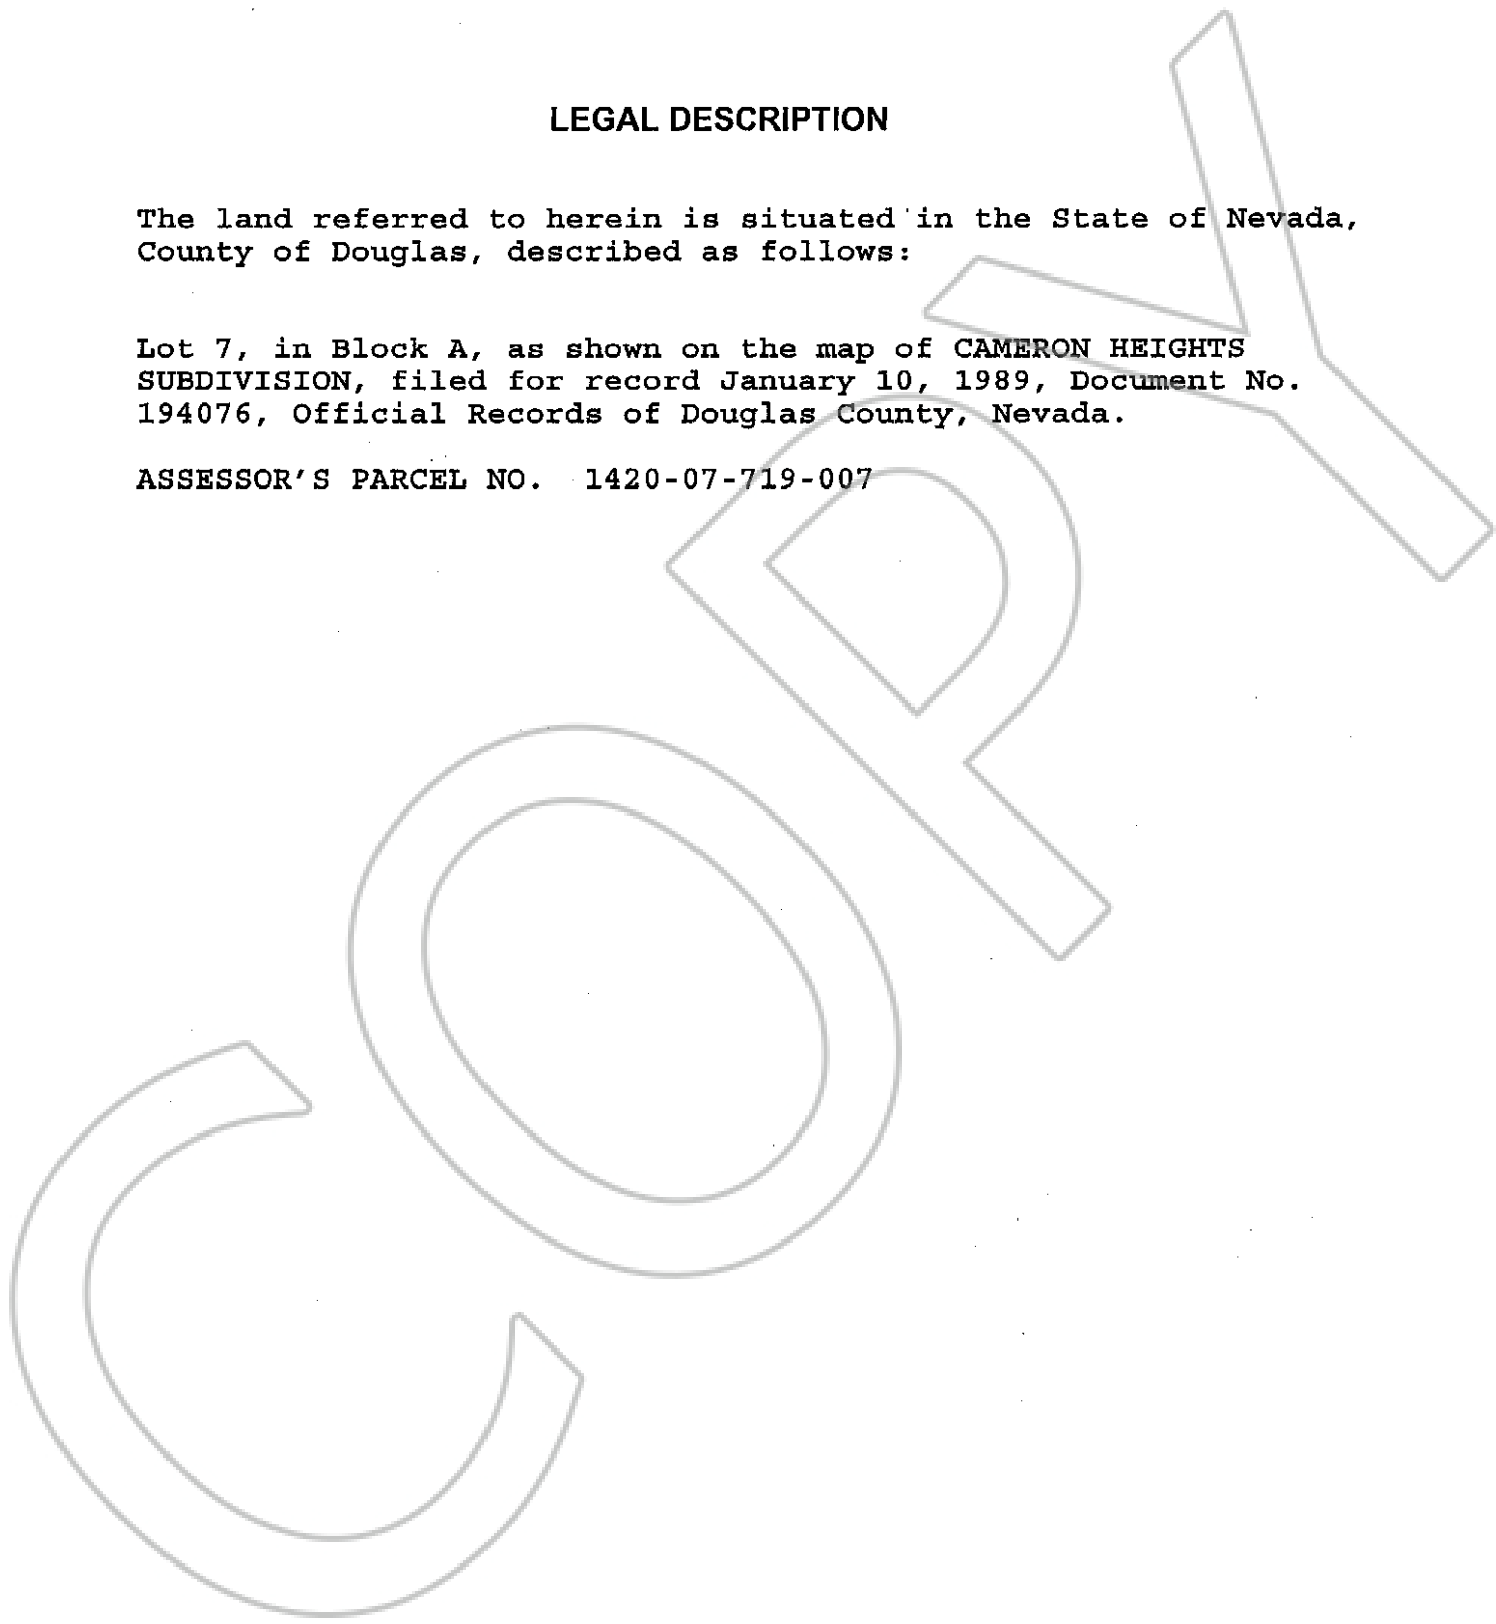 LEGAL DESCRIPTION
The land referred to herein is situated in the State of Nevada,
County of Douglas, described as follows:
Lot 7, in Block A, as shown on the map of CAMERON HEIGHTS
SUBDIVISION, filed for record January 10, 1989, Document No.
194076, Official Records of Douglas County, Nevada.
ASSESSOR'S PARCEL NO. 1420-07-719-007
COPY